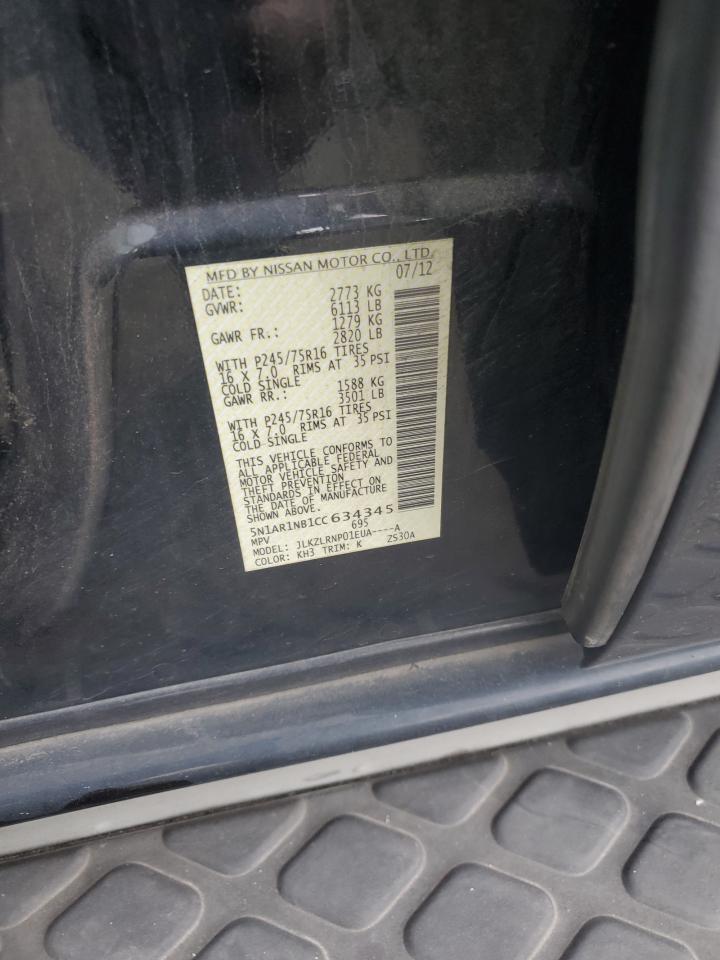 MFD BY NISSAN MOTOR CO., LTD.
DATE: 07/12
GVWR: 2773 KG
6113 LB
GAWR FR.: 1279 KG
2820 LB
WITH P245/75R16 TIRES
16 X 7.0 RIMS AT 35 PSI
COLD SINGLE
GAWR RR.: 1588 KG
3501 LB
WITH P245/75R16 TIRES
16 X 7.0 RIMS AT 35 PSI
COLD SINGLE
THIS VEHICLE CONFORMS TO
ALL APPLICABLE FEDERAL
MOTOR VEHICLE SAFETY AND
THEFT PREVENTION
STANDARDS IN EFFECT ON
THE DATE OF MANUFACTURE
SHOWN ABOVE.
5N1AR1NB1CC634345
MPV 695
MODEL: JLKZLRNP01EUA----A
COLOR: KH3 TRIM: K ZS30A